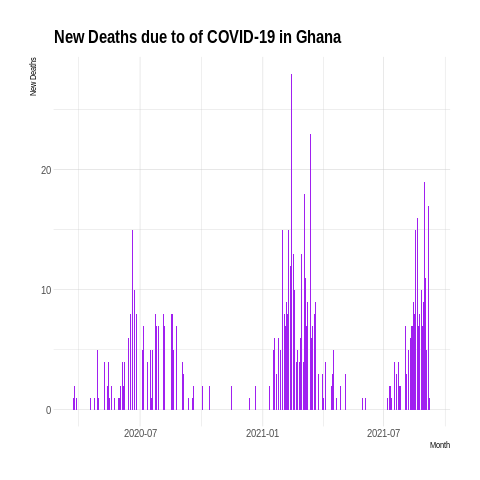 New Deaths due to of COVID-19 in Ghana
New Deaths
20
10
0
2020-07
2021-01
2021-07
Month